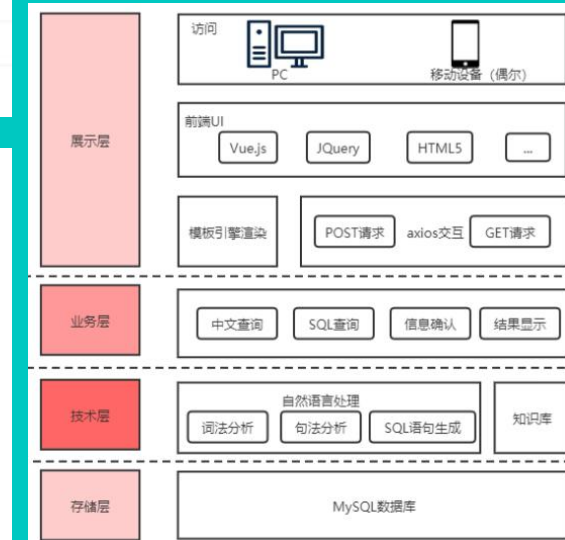 访问
PC
移动设备（偶尔）
展示层
前端UI
Vue.js
JQuery
HTML5
...
模板引擎渲染
POST请求
axios交互
GET请求
业务层
中文查询
SQL查询
信息确认
结果显示
技术层
自然语言处理
词法分析
句法分析
SQL语句生成
知识库
存储层
MySQL数据库